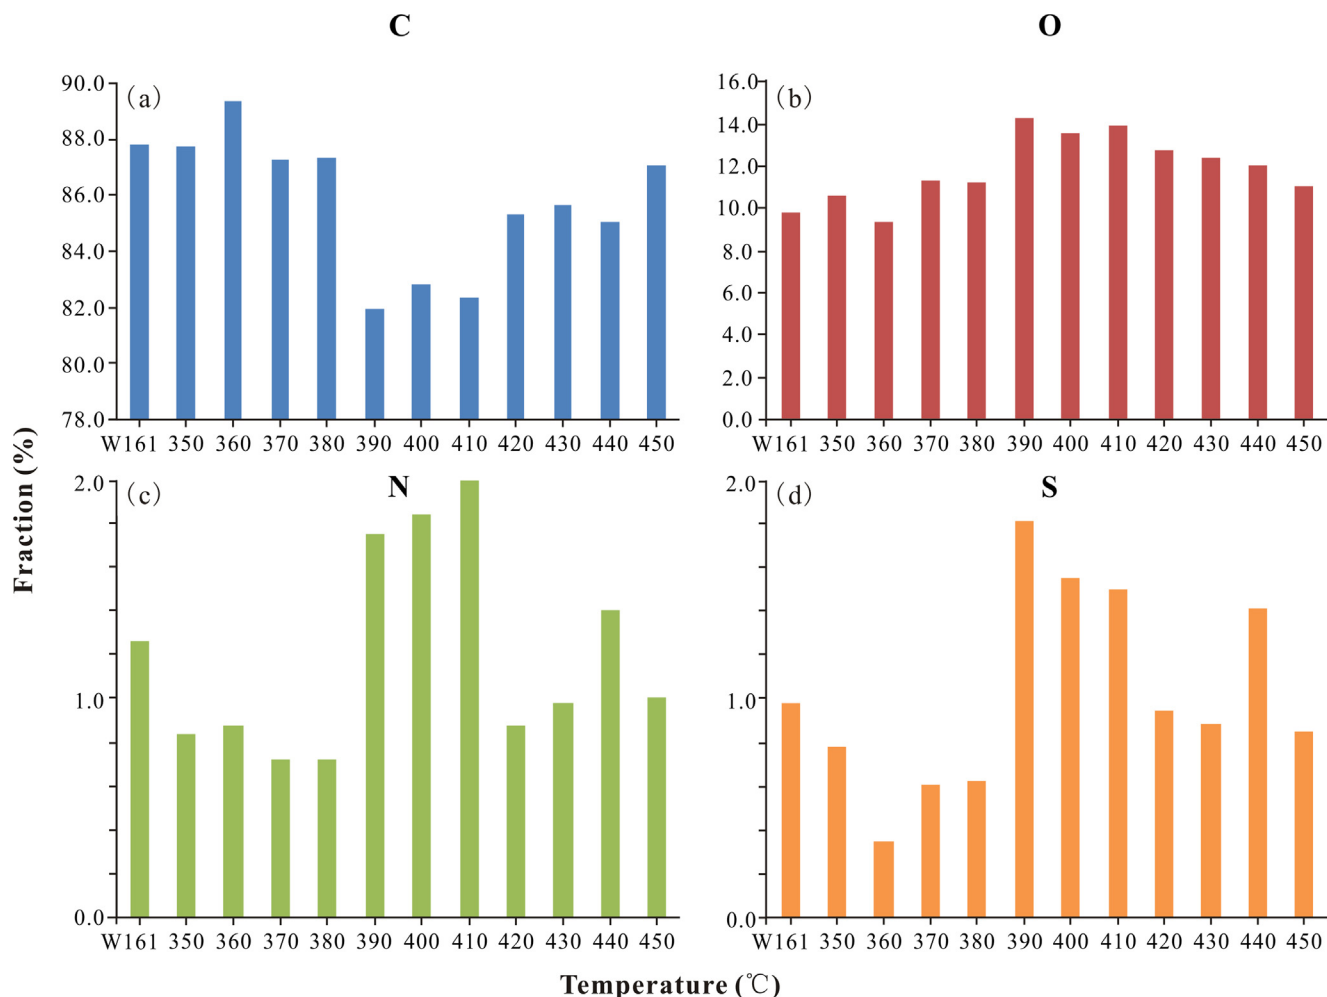 C
O
(a)
90.0
88.0
86.0
84.0
82.0
80.0
78.0
W161 350 360 370 380 390 400 410 420 430 440 450
(b)
16.0
14.0
12.0
10.0
8.0
6.0
4.0
2.0
0.0
W161 350 360 370 380 390 400 410 420 430 440 450
Fraction (%)
(c)
N
2.0
1.0
0.0
W161 350 360 370 380 390 400 410 420 430 440 450
(d)
S
2.0
1.0
0.0
W161 350 360 370 380 390 400 410 420 430 440 450
Temperature (℃)